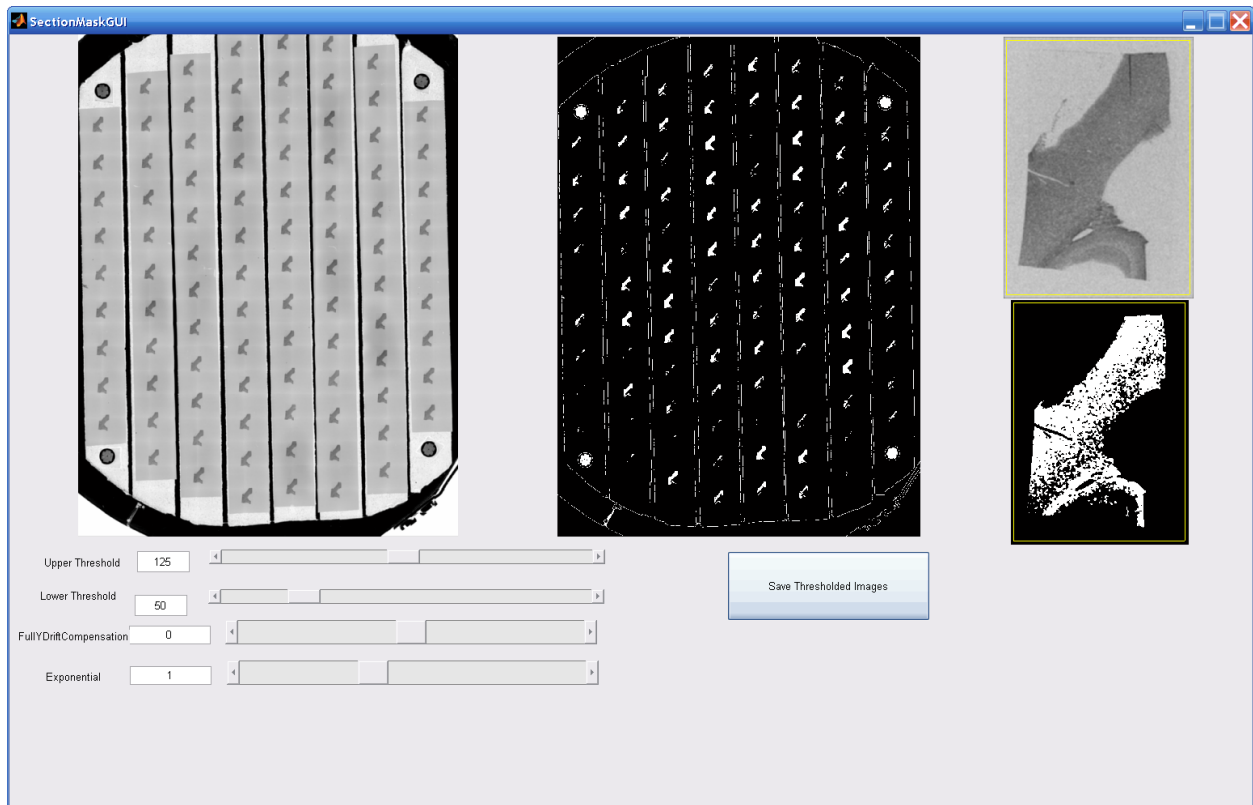 SectionMaskGUI
Upper Threshold 125
Save Thresholded Images
Lower Threshold 50
FullYDriftCompensation 0
Exponential 1